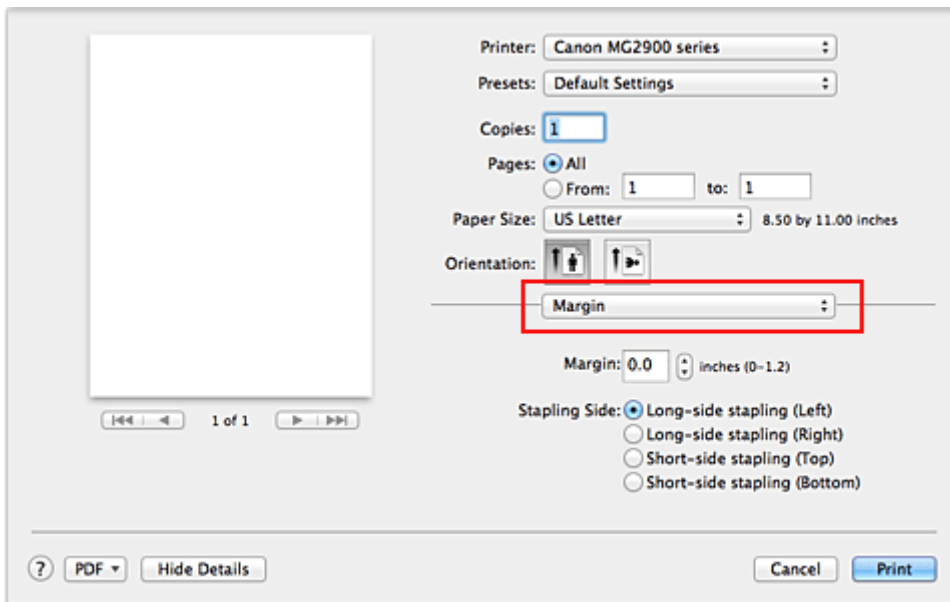 Printer: Canon MG2900 series
Presets: Default Settings
Copies: 1
Pages: All
From: 1 to: 1
Paper Size: US Letter 8.50 by 11.00 inches
Orientation:
Margin
Margin: 0.0 inches (0-1.2)
1 of 1
Stapling Side: Long-side stapling (Left)
Long-side stapling (Right)
Short-side stapling (Top)
Short-side stapling (Bottom)
? PDF Hide Details Cancel Print